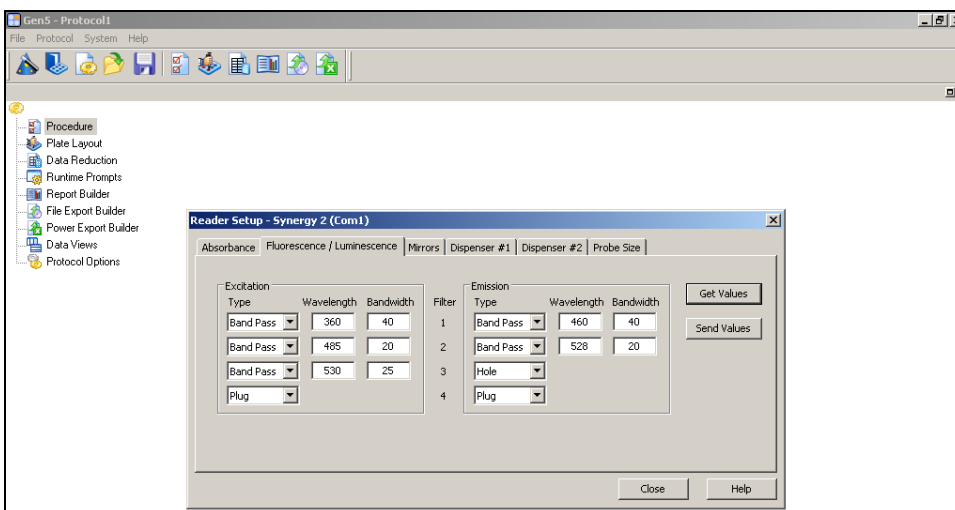 Gen5 - Protocol1
File Protocol System Help
Procedure
Plate Layout
Data Reduction
Runtime Prompts
Report Builder
File Export Builder
Power Export Builder
Data Views
Protocol Options
Reader Setup - Synergy 2 (Com1)
Absorbance Fluorescence / Luminescence Mirrors Dispenser #1 Dispenser #2 Probe Size
Excitation Emission
Type Wavelength Bandwidth Filter Type Wavelength Bandwidth
Band Pass 360 40 1 Band Pass 460 40
Band Pass 485 20 2 Band Pass 528 20
Band Pass 530 25 3 Hole
Plug 4 Plug
Get Values
Send Values
Close Help